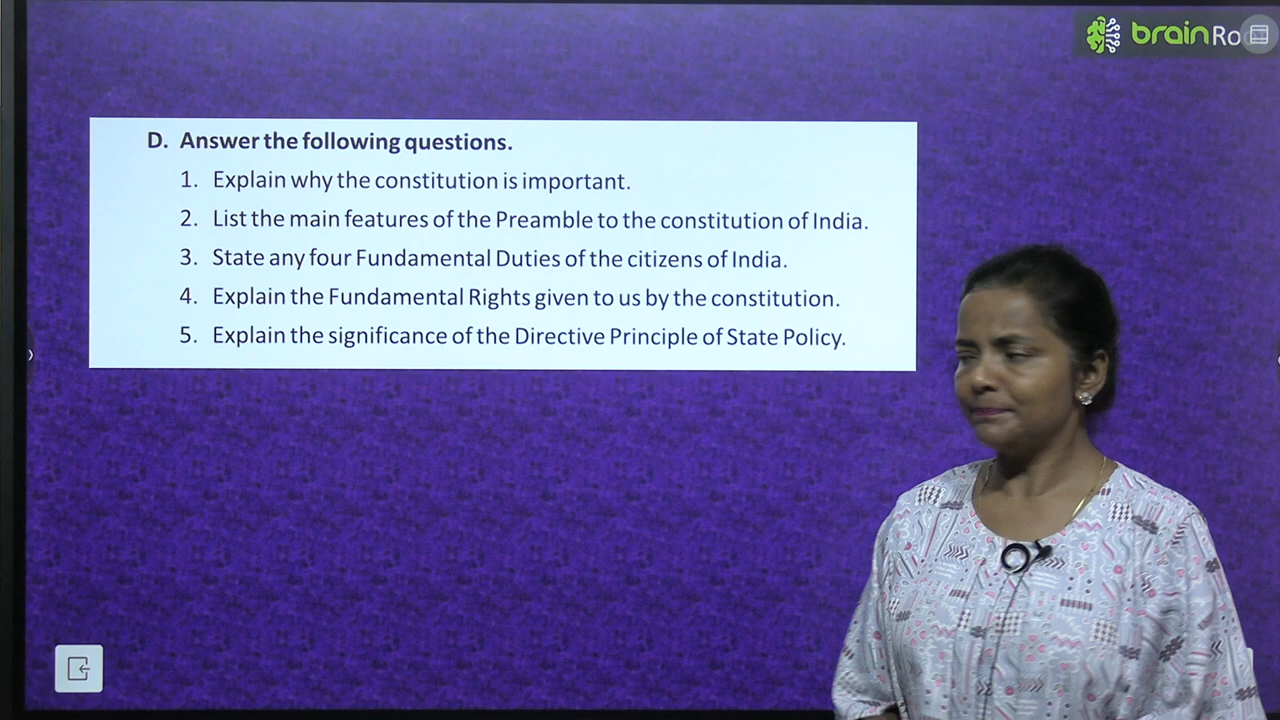 brainRo
D. Answer the following questions.
1. Explain why the constitution is important.
2. List the main features of the Preamble to the constitution of India.
3. State any four Fundamental Duties of the citizens of India.
4. Explain the Fundamental Rights given to us by the constitution.
5. Explain the significance of the Directive Principle of State Policy.